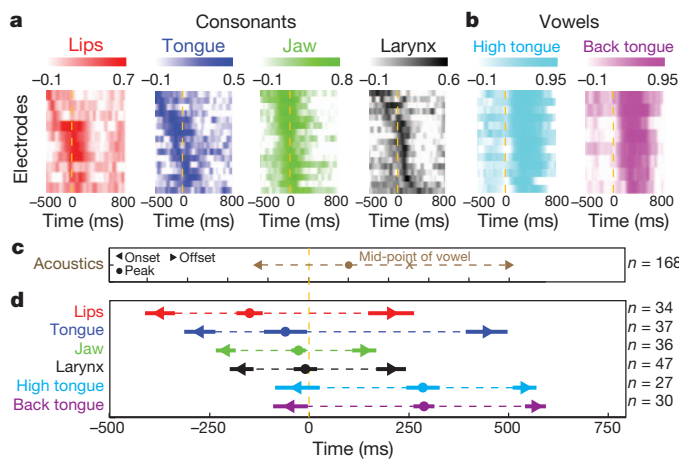 a Consonants b Vowels
Lips Tongue Jaw Larynx High tongue Back tongue
−0.1 0.7 −0.1 0.5 −0.1 0.8 −0.1 0.6 −0.1 0.95 −0.1 0.95
Electrodes
−500 0 800 −500 0 800 −500 0 800 −500 0 800 −500 0 800 −500 0 800
Time (ms) Time (ms) Time (ms) Time (ms) Time (ms) Time (ms)
c
Onset Offset
Peak
Mid-point of vowel
Acoustics n = 168
d
Lips n = 34
Tongue n = 37
Jaw n = 36
Larynx n = 47
High tongue n = 27
Back tongue n = 30
−500 −250 0 250 500 750
Time (ms)